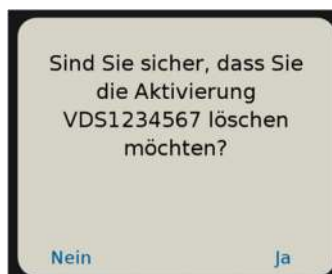 Sind Sie sicher, dass Sie
die Aktivierung
VDS1234567 löschen
möchten?
Nein Ja